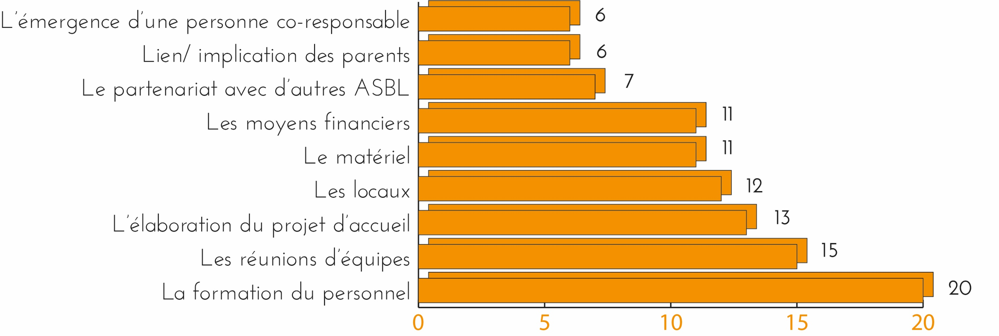 L'émergence d'une personne co-responsable 6
Lien/ implication des parents 6
Le partenariat avec d'autres ASBL 7
Les moyens financiers 11
Le matériel 11
Les locaux 12
L'élaboration du projet d'accueil 13
Les réunions d'équipes 15
La formation du personnel 20
0 5 10 15 20